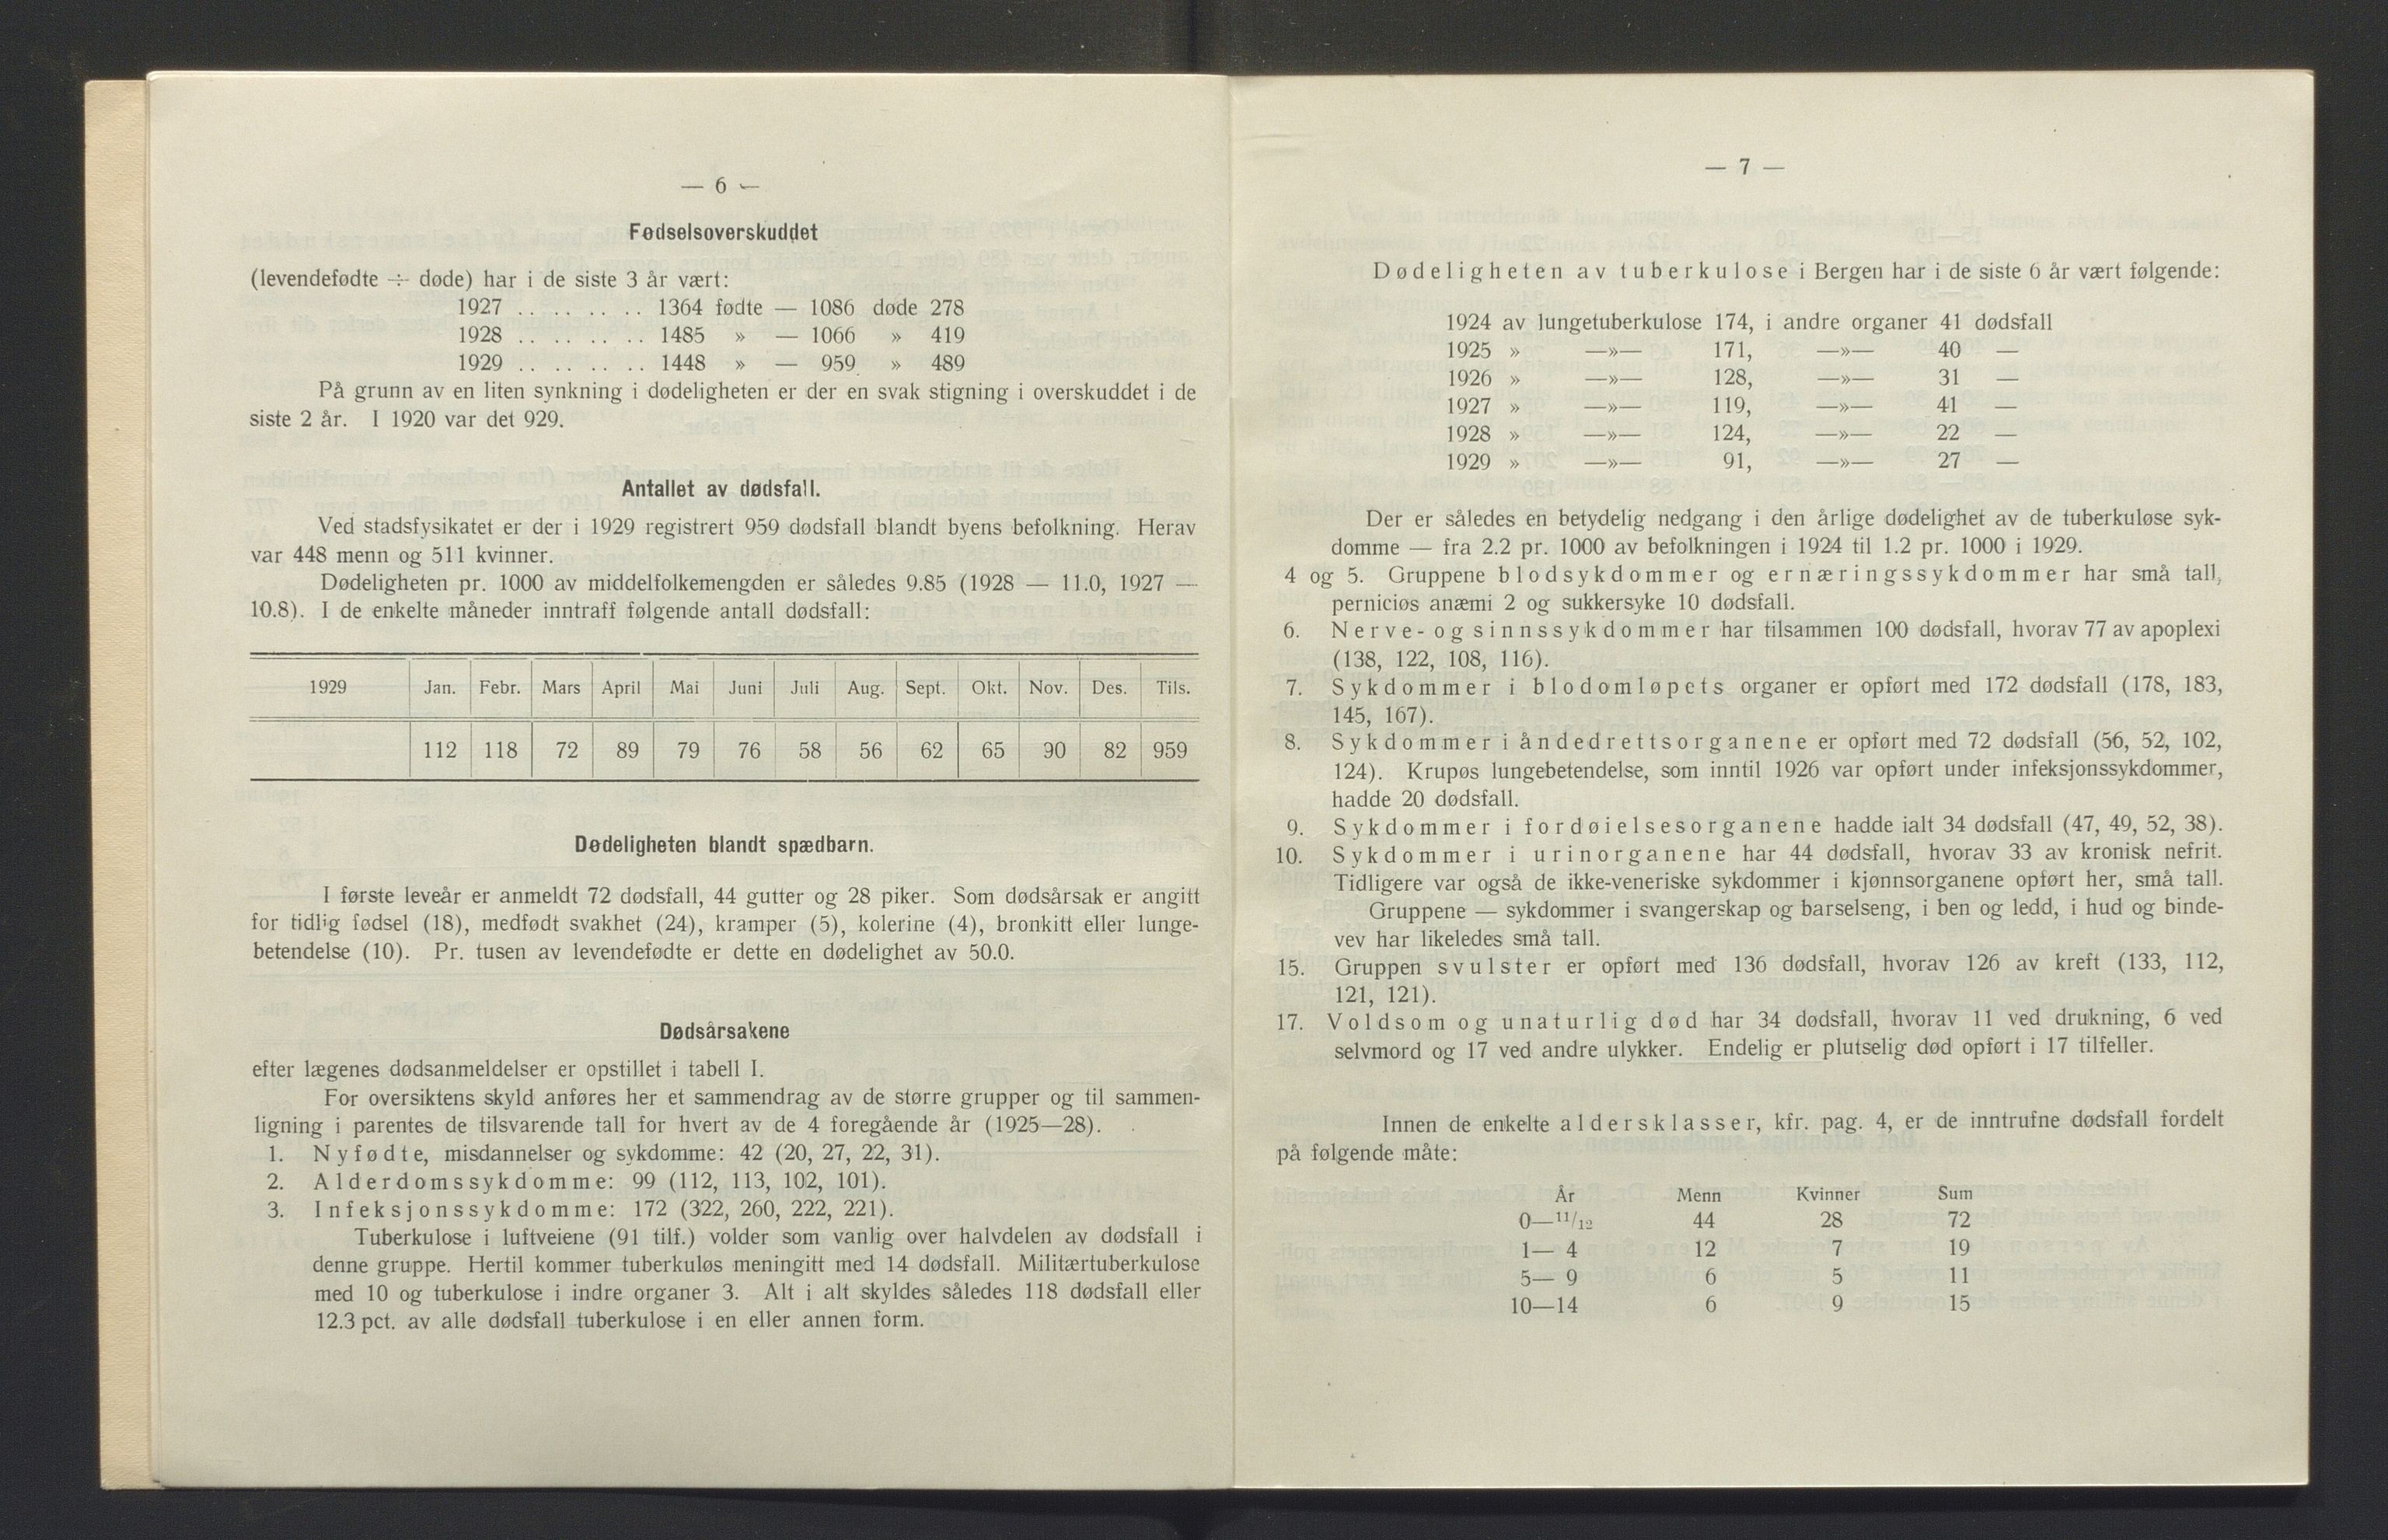 — 6 —
Fødselsoverskuddet
(levendefødte ÷ døde) har i de siste 3 år vært:
1927 . . . . . . . . 1364 fødte — 1086 døde 278
1928 . . . . . . . . 1485 » — 1066 » 419
1929 . . . . . . . . 1448 » — 959 » 489
På grunn av en liten synkning i dødeligheten er der en svak stigning i overskuddet i de
siste 2 år. I 1920 var det 929.
Antallet av dødsfall.
Ved stadsfysikatet er der i 1929 registrert 959 dødsfall blandt byens befolkning. Herav
var 448 menn og 511 kvinner.
Dødeligheten pr. 1000 av middelfolkemengden er således 9.85 (1928 — 11.0, 1927 —
10.8). I de enkelte måneder inntraff følgende antall dødsfall:
1929 Jan. Febr. Mars April Mai Juni Juli Aug. Sept. Okt. Nov. Des. Tils.
112 118 72 89 79 76 58 56 62 65 90 82 959
Dødeligheten blandt spædbarn.
I første leveår er anmeldt 72 dødsfall, 44 gutter og 28 piker. Som dødsårsak er angitt
for tidlig fødsel (18), medfødt svakhet (24), kramper (5), kolerine (4), bronkitt eller lunge-
betendelse (10). Pr. tusen av levendefødte er dette en dødelighet av 50.0.
Dødsårsakene
efter lægenes dødsanmeldelser er opstillet i tabell I.
For oversiktens skyld anføres her et sammendrag av de større grupper og til sammen-
ligning i parentes de tilsvarende tall for hvert av de 4 foregående år (1925—28).
1. Nyfødte, misdannelser og sykdomme: 42 (20, 27, 22, 31).
2. Alderdomssykdomme: 99 (112, 113, 102, 101).
3. Infeksjonssykdomme: 172 (322, 260, 222, 221).
Tuberkulose i luftveiene (91 tilf.) volder som vanlig over halvdelen av dødsfall i
denne gruppe. Hertil kommer tuberkuløs meningitt med 14 dødsfall. Militærtuberkulose
med 10 og tuberkulose i indre organer 3. Alt i alt skyldes således 118 dødsfall eller
12.3 pct. av alle dødsfall tuberkulose i en eller annen form.
— 7 —
Dødeligheten av tuberkulose i Bergen har i de siste 6 år vært følgende:
1924 av lungetuberkulose 174, i andre organer 41 dødsfall
1925 » —»— 171, —»— 40 —
1926 » —»— 128, —»— 31 —
1927 » —»— 119, —»— 41 —
1928 » —»— 124, —»— 22 —
1929 » —»— 91, —»— 27 —
Der er således en betydelig nedgang i den årlige dødelighet av de tuberkuløse syk-
domme — fra 2.2 pr. 1000 av befolkningen i 1924 til 1.2 pr. 1000 i 1929.
4 og 5. Gruppene blodsykdommer og ernæringssykdommer har små tall,
perniciøs anæmi 2 og sukkersyke 10 dødsfall.
6. Nerve- og sinnssykdommer har tilsammen 100 dødsfall, hvorav 77 av apoplexi
(138, 122, 108, 116).
7. Sykdommer i blodomløpets organer er opført med 172 dødsfall (178, 183,
145, 167).
8. Sykdommer i åndedrettsorganene er opført med 72 dødsfall (56, 52, 102,
124). Krupøs lungebetendelse, som inntil 1926 var opført under infeksjonssykdommer,
hadde 20 dødsfall.
9. Sykdommer i fordøielsesorganene hadde ialt 34 dødsfall (47, 49, 52, 38).
10. Sykdommer i urinorganene har 44 dødsfall, hvorav 33 av kronisk nefrit.
Tidligere var også de ikke-veneriske sykdommer i kjønnsorganene opført her, små tall.
Gruppene — sykdommer i svangerskap og barselseng, i ben og ledd, i hud og binde-
vev har likeledes små tall.
15. Gruppen svulster er opført med 136 dødsfall, hvorav 126 av kreft (133, 112,
121, 121).
17. Voldsom og unaturlig død har 34 dødsfall, hvorav 11 ved drukning, 6 ved
selvmord og 17 ved andre ulykker. Endelig er plutselig død opført i 17 tilfeller.
Innen de enkelte aldersklasser, kfr. pag. 4, er de inntrufne dødsfall fordelt
på følgende måte:
År Menn Kvinner Sum
0—11/12 44 28 72
1— 4 12 7 19
5— 9 6 5 11
10—14 6 9 15